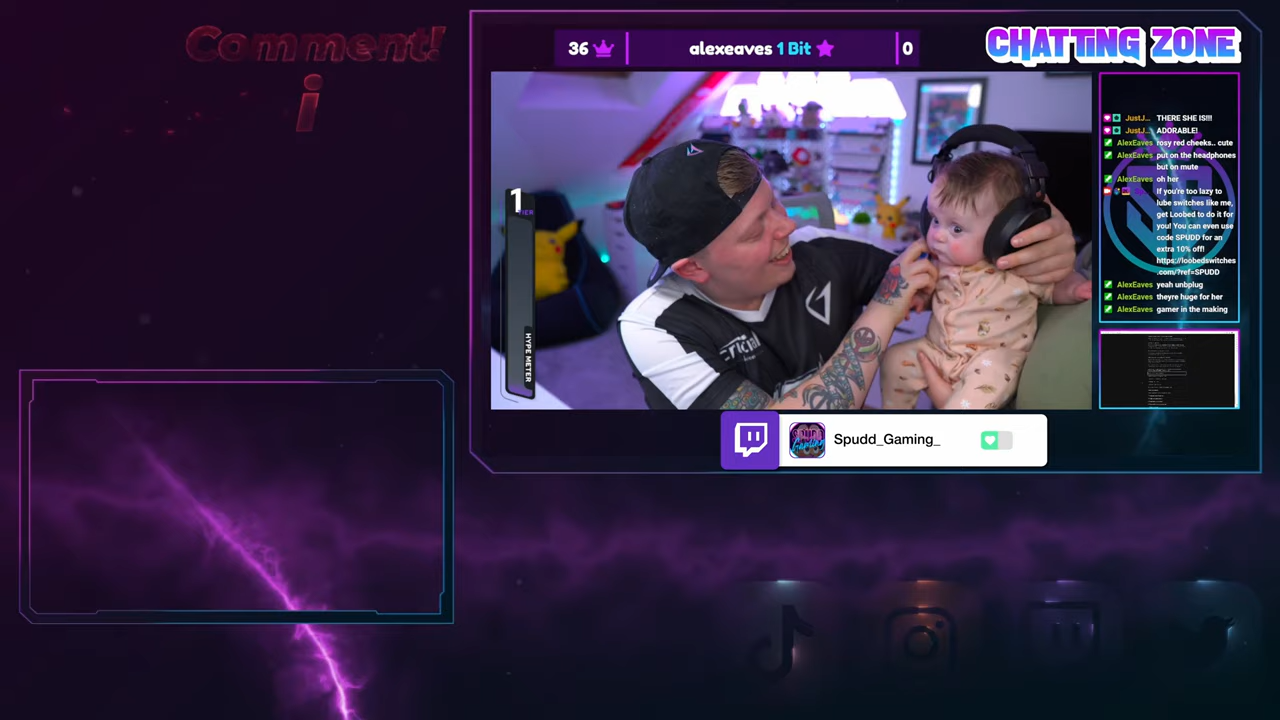 Comment!
i
36
alexeaves 1 Bit
0
CHATTING ZONE
1
TIER
HYPE METER
JustJ... THERE SHE IS!!!
JustJ... ADORABLE!
AlexEaves rosy red cheeks.. cute
AlexEaves put on the headphones
but on mute
AlexEaves oh her
If you're too lazy to
lube switches like me,
get Loobed to do it for
you! You can even use
code SPUDD for an
extra 10% off!
https://loobedswitches
.com/?ref=SPUDD
AlexEaves yeah unplug
AlexEaves theyre huge for her
AlexEaves gamer in the making
Spudd_Gaming_